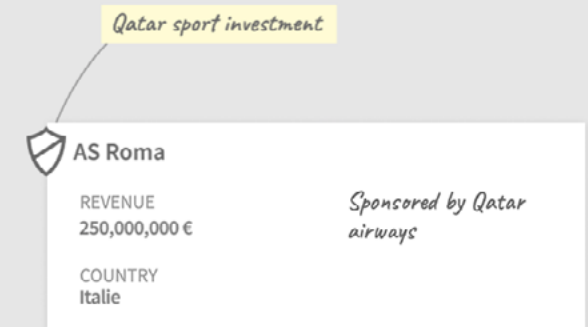 Qatar sport investment
AS Roma
REVENUE
250,000,000 €
Sponsored by Qatar
airways
COUNTRY
Italie